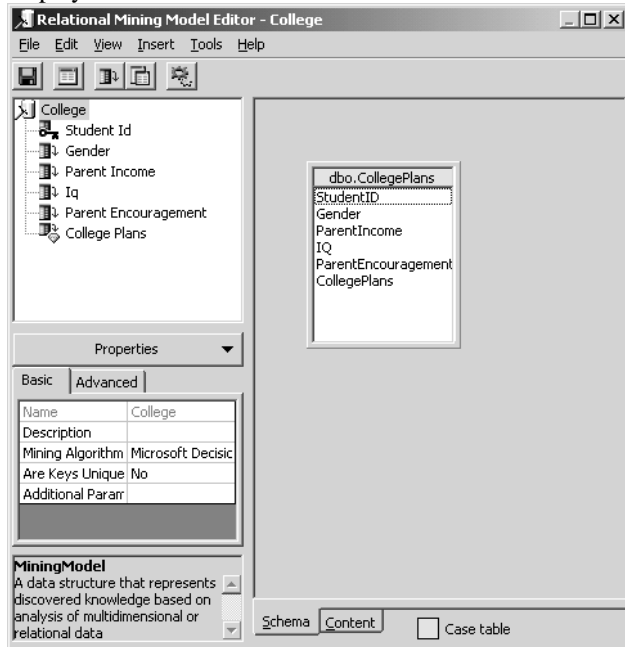 Relational Mining Model Editor - College
File Edit View Insert Tools Help
College
Student Id
Gender
Parent Income
Iq
Parent Encouragement
College Plans
dbo.CollegePlans
StudentID
Gender
ParentIncome
IQ
ParentEncouragement
CollegePlans
Properties
Basic Advanced
Name College
Description
Mining Algorithm Microsoft Decisic
Are Keys Unique No
Additional Param
MiningModel
A data structure that represents
discovered knowledge based on
analysis of multidimensional or
relational data
Schema Content Case table